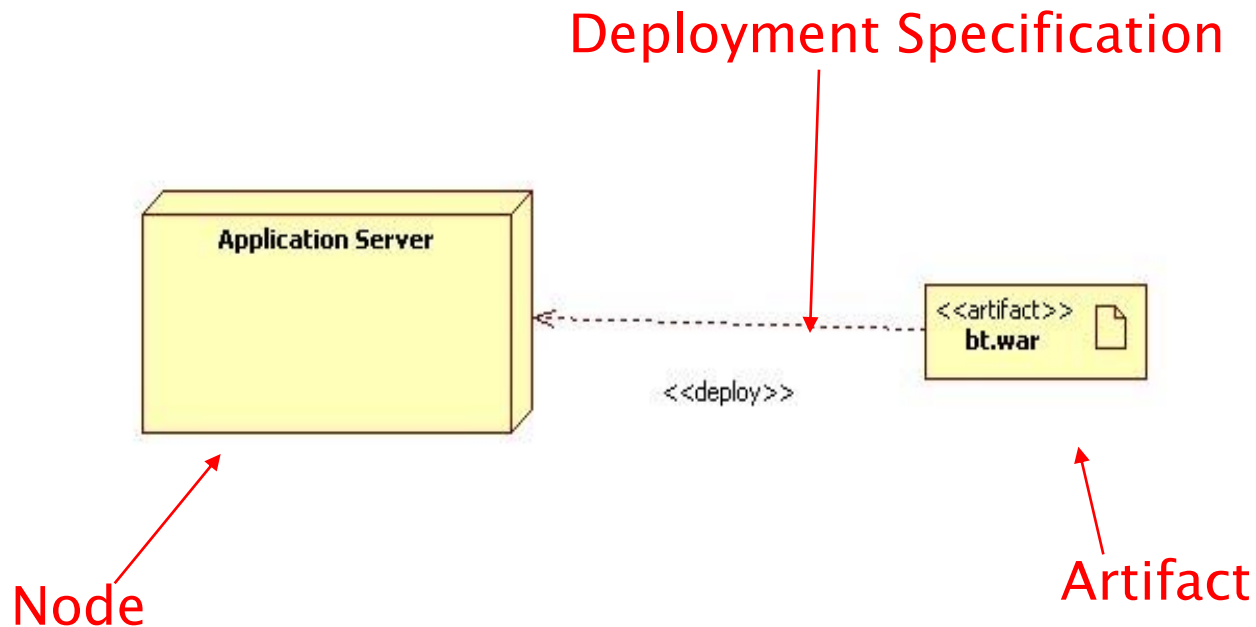 Deployment Specification
Application Server
<<artifact>>
bt.war
<<deploy>>
Node
Artifact